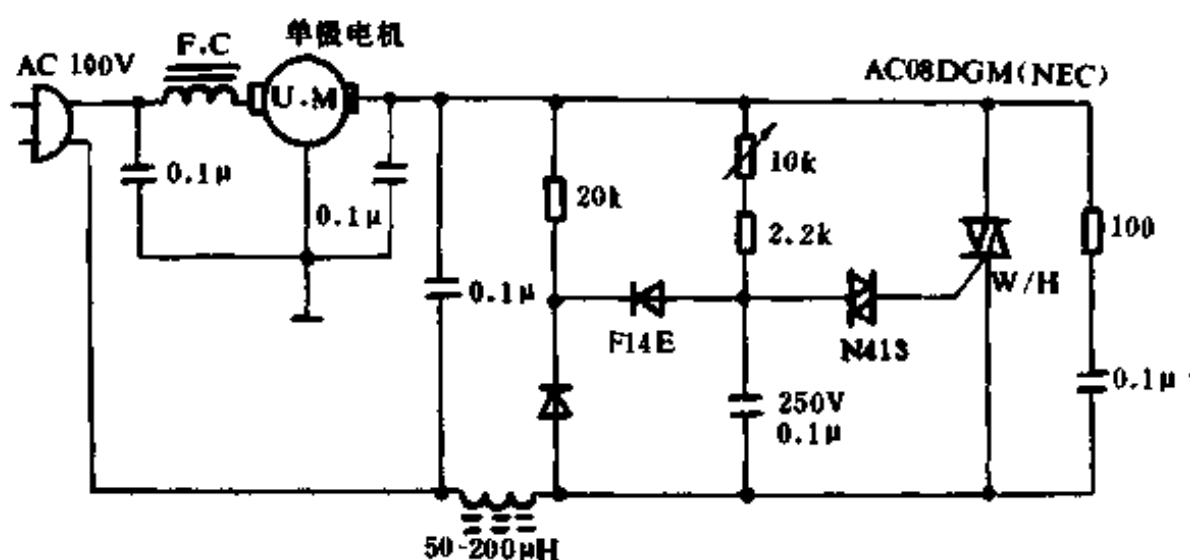 AC 100V
F.C
单极电机
U.M
AC08DGM(NEC)
0.1μ
0.1μ
0.1μ
20k
10k
2.2k
F14E
N413
W/H
100
250V
0.1μ
0.1μ
50-200μH